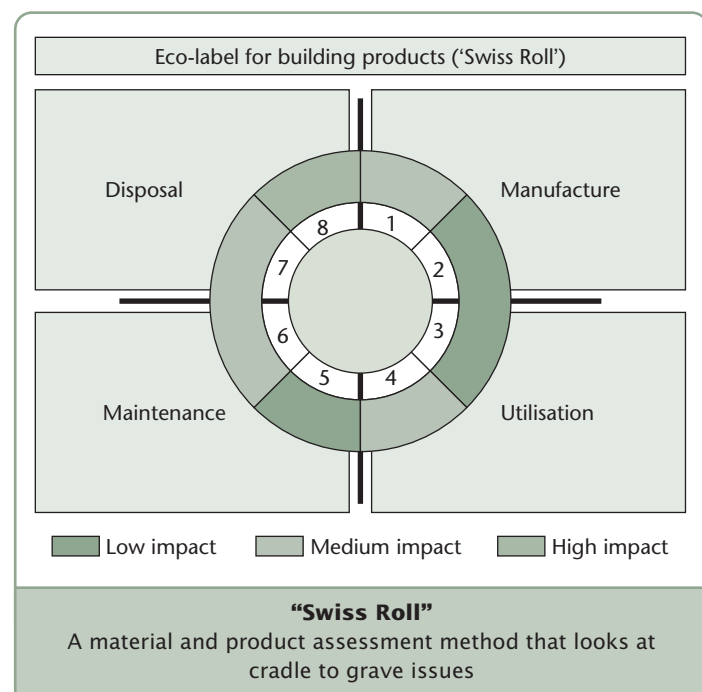 Eco-label for building products (‘Swiss Roll’)
Disposal
Manufacture
8
1
7
2
6
3
5
4
Maintenance
Utilisation
Low impact
Medium impact
High impact
“Swiss Roll”
A material and product assessment method that looks at
cradle to grave issues